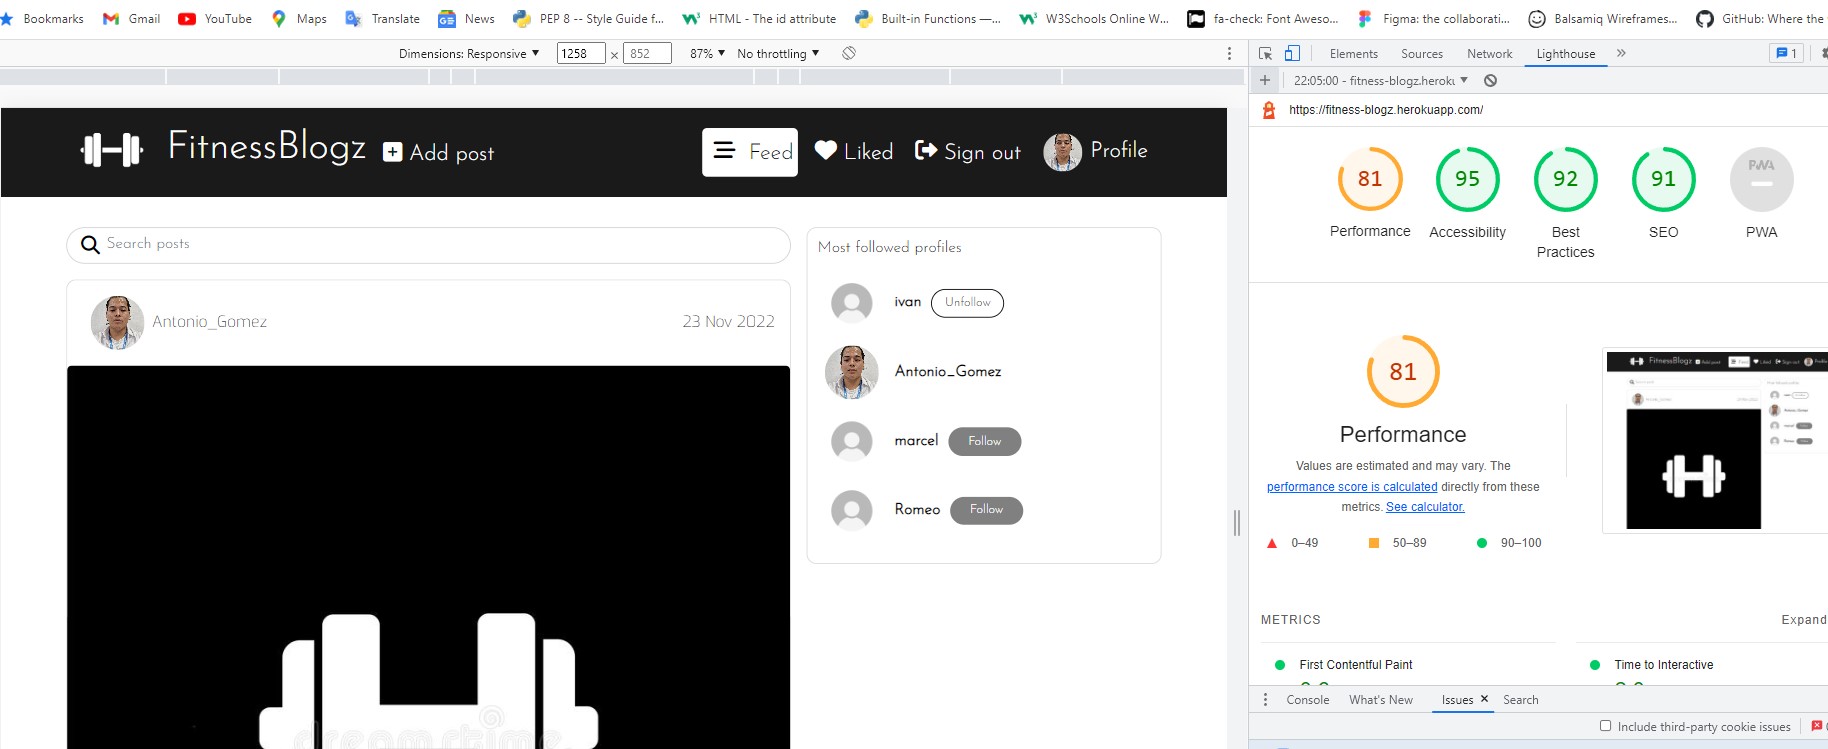 Bookmarks Gmail YouTube Maps Translate News PEP 8 -- Style Guide f... HTML - The id attribute Built-in Functions —... W3Schools Online W... fa-check: Font Aweso... Figma: the collaborati... Balsamiq Wireframes... GitHub: Where the
Dimensions: Responsive 1258 x 852 87% No throttling
Elements Sources Network Lighthouse » 1
22:05:00 - fitness-blogz.heroku
https://fitness-blogz.herokuapp.com/
FitnessBlogz Add post Feed Liked Sign out Profile
81 95 92 91 PWA
Performance Accessibility Best Practices SEO PWA
Search posts
Antonio_Gomez 23 Nov 2022
dreamstime
Most followed profiles
ivan Unfollow
Antonio_Gomez
marcel Follow
Romeo Follow
81
Performance
Values are estimated and may vary. The
performance score is calculated directly from these
metrics. See calculator.
0–49 50–89 90–100
METRICS Expand
First Contentful Paint Time to Interactive
Console What's New Issues × Search
Include third-party cookie issues